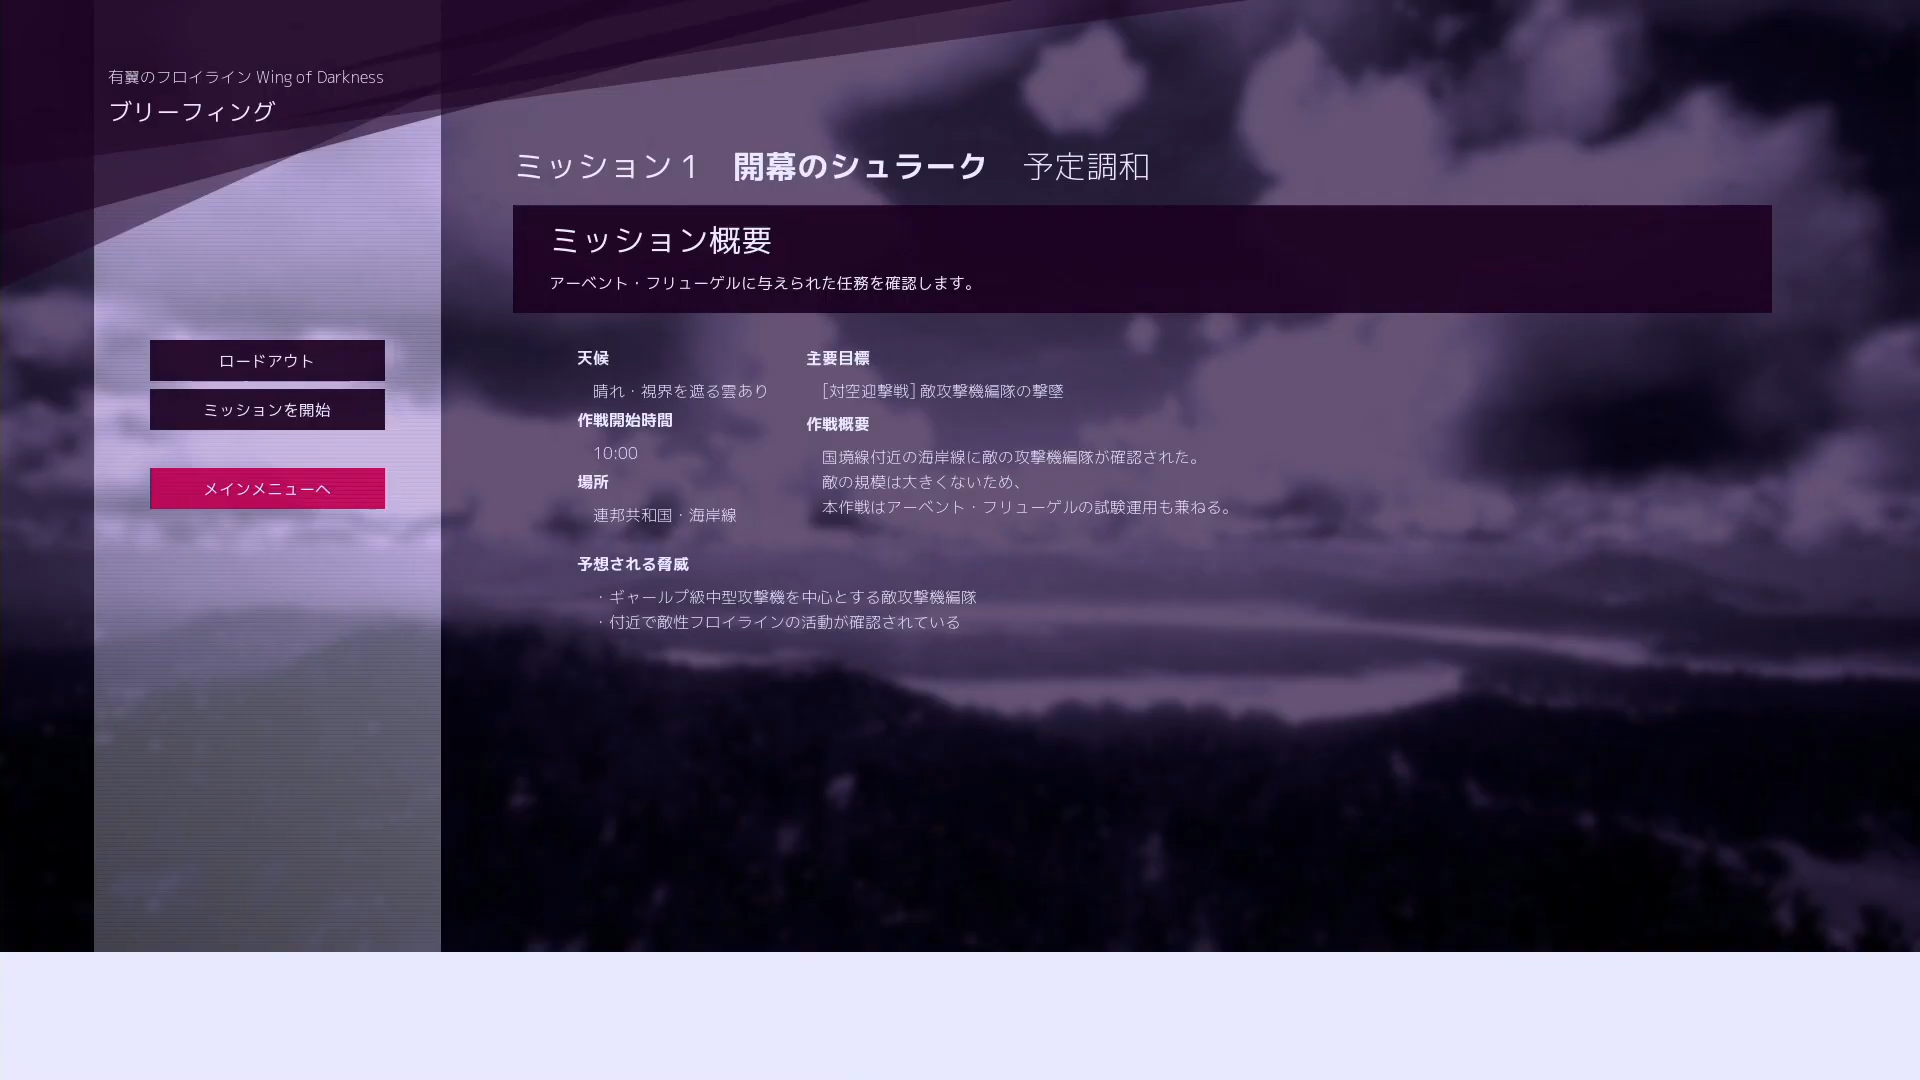 有翼のフロイライン Wing of Darkness
ブリーフィング
ロードアウト
ミッションを開始
メインメニューへ
ミッション 1　開幕のシュラーク　予定調和
ミッション概要
アーベント・フリューゲルに与えられた任務を確認します。
天候
晴れ・視界を遮る雲あり
作戦開始時間
10:00
場所
連邦共和国・海岸線
主要目標
[対空迎撃戦] 敵攻撃機編隊の撃墜
作戦概要
国境線付近の海岸線に敵の攻撃機編隊が確認された。
敵の規模は大きくないため、
本作戦はアーベント・フリューゲルの試験運用も兼ねる。
予想される脅威
・ギャールプ級中型攻撃機を中心とする敵攻撃機編隊
・付近で敵性フロイラインの活動が確認されている